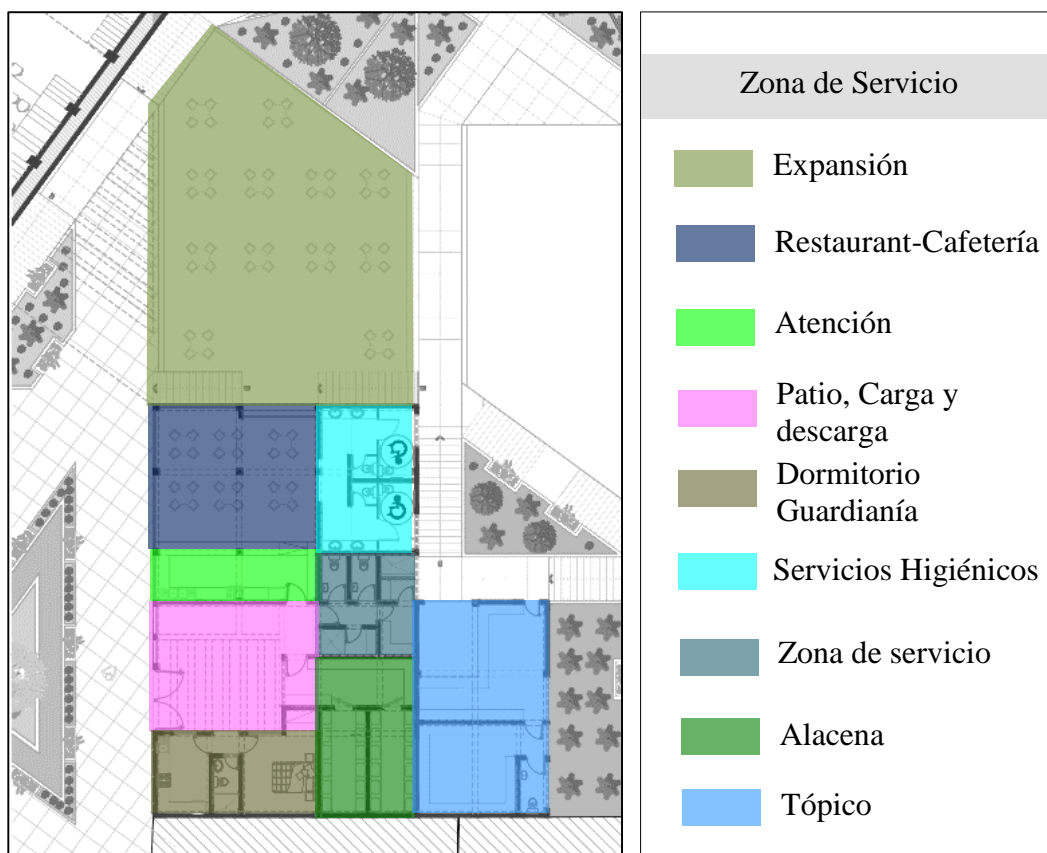 Zona de Servicio
Expansión
Restaurant-Cafetería
Atención
Patio, Carga y
descarga
Dormitorio
Guardianía
Servicios Higiénicos
Zona de servicio
Alacena
Tópico